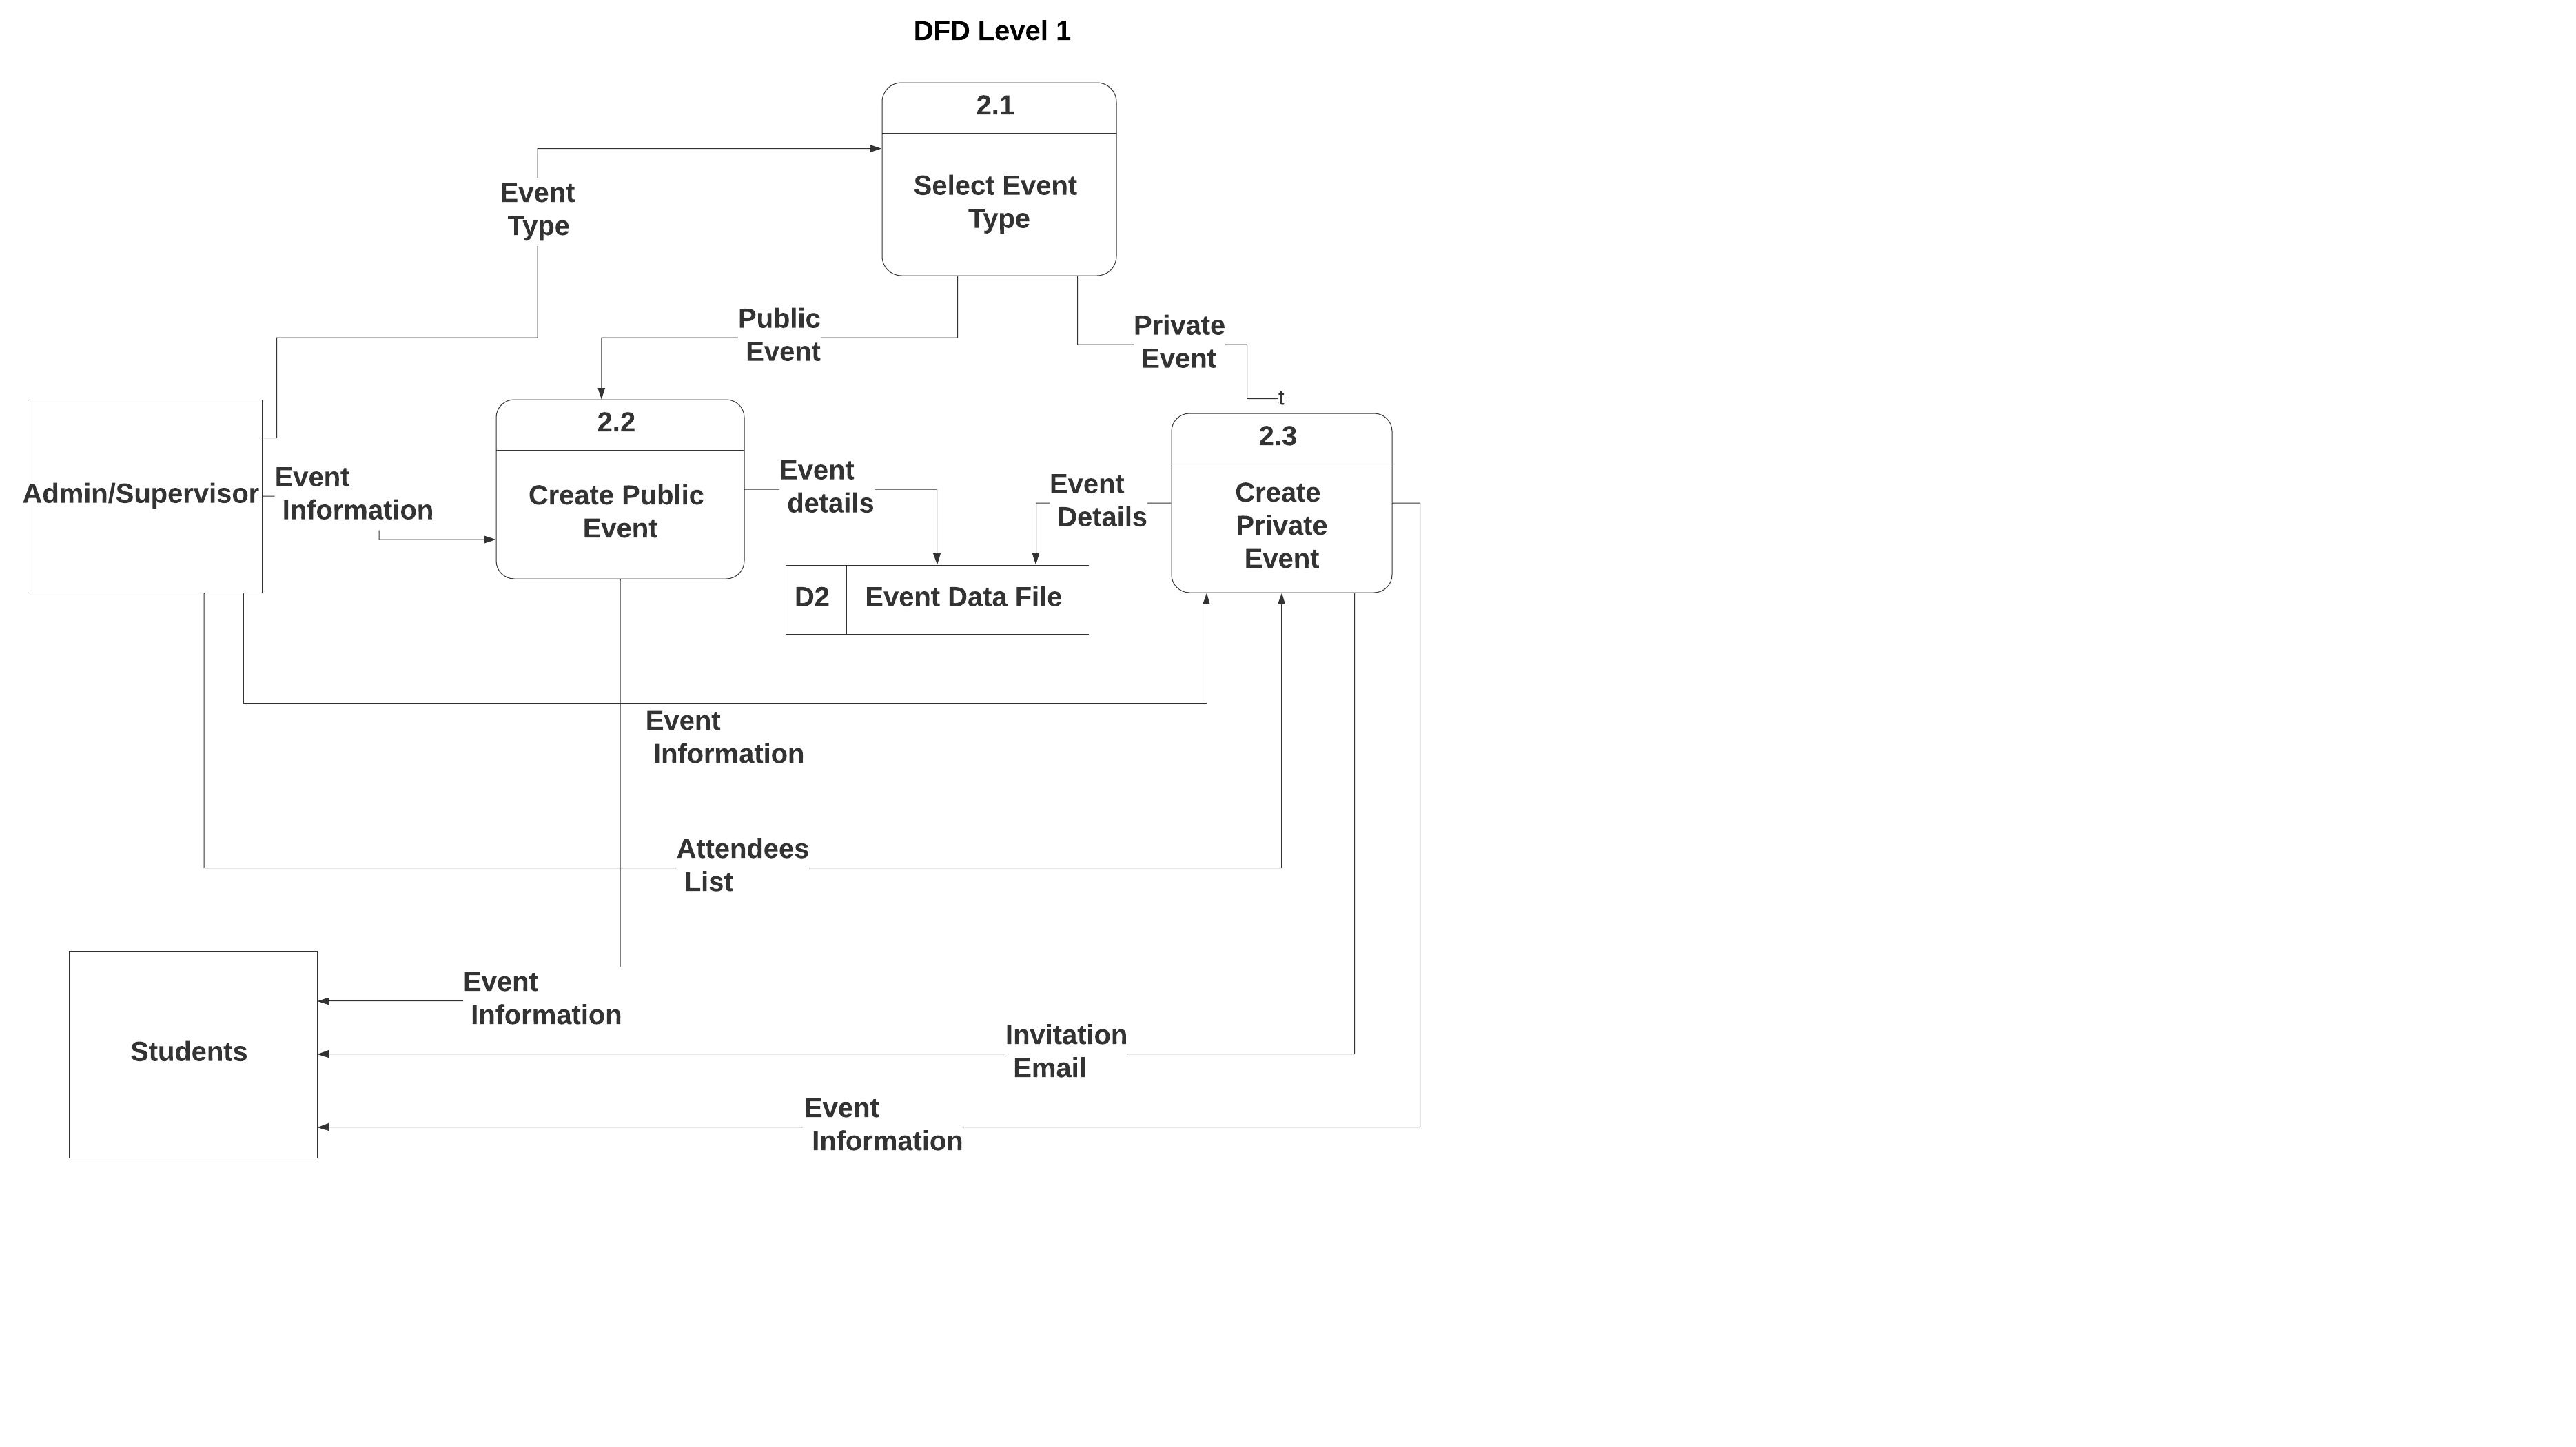 DFD Level 1
2.1
Select Event
Type
Event
Type
Public
Event
Private
Event
t
2.2
Create Public
Event
2.3
Create
Private
Event
Admin/Supervisor
Event
Information
Event
details
Event
Details
D2
Event Data File
Event
Information
Attendees
List
Students
Event
Information
Invitation
Email
Event
Information